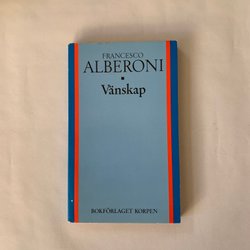 FRANCESCO
ALBERONI
Vänskap
BOKFÖRLAGET KORPEN